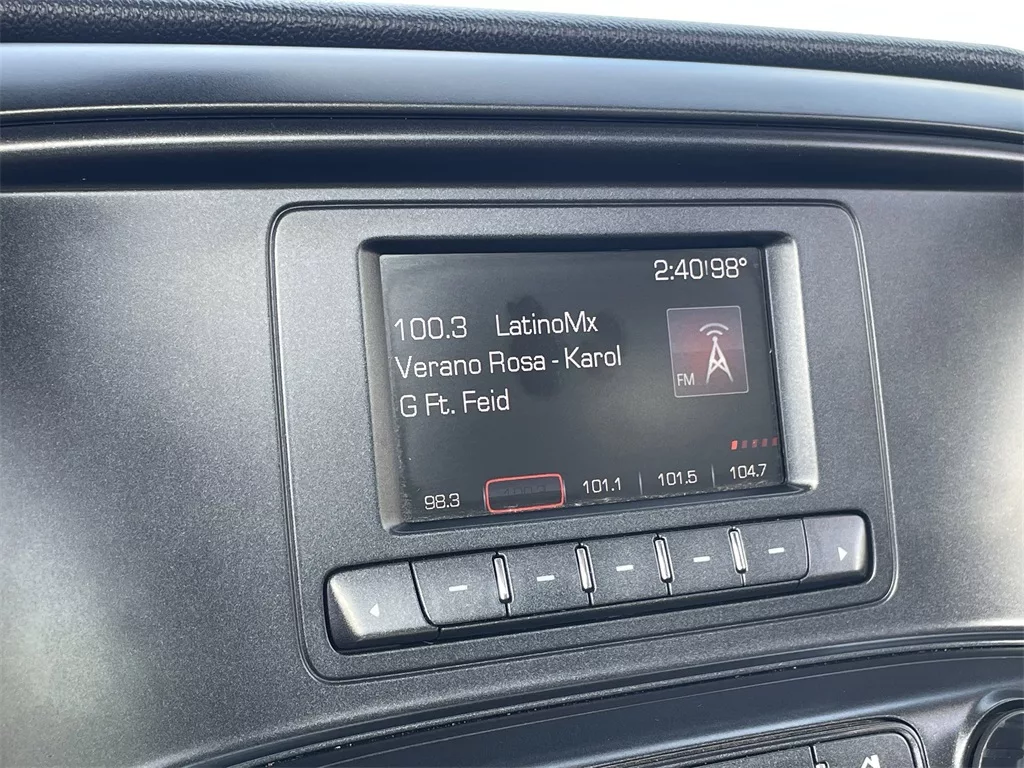 2:40 98°
100.3 LatinoMx
Verano Rosa - Karol
G Ft. Feid
FM
98.3 101.1 101.5 104.7